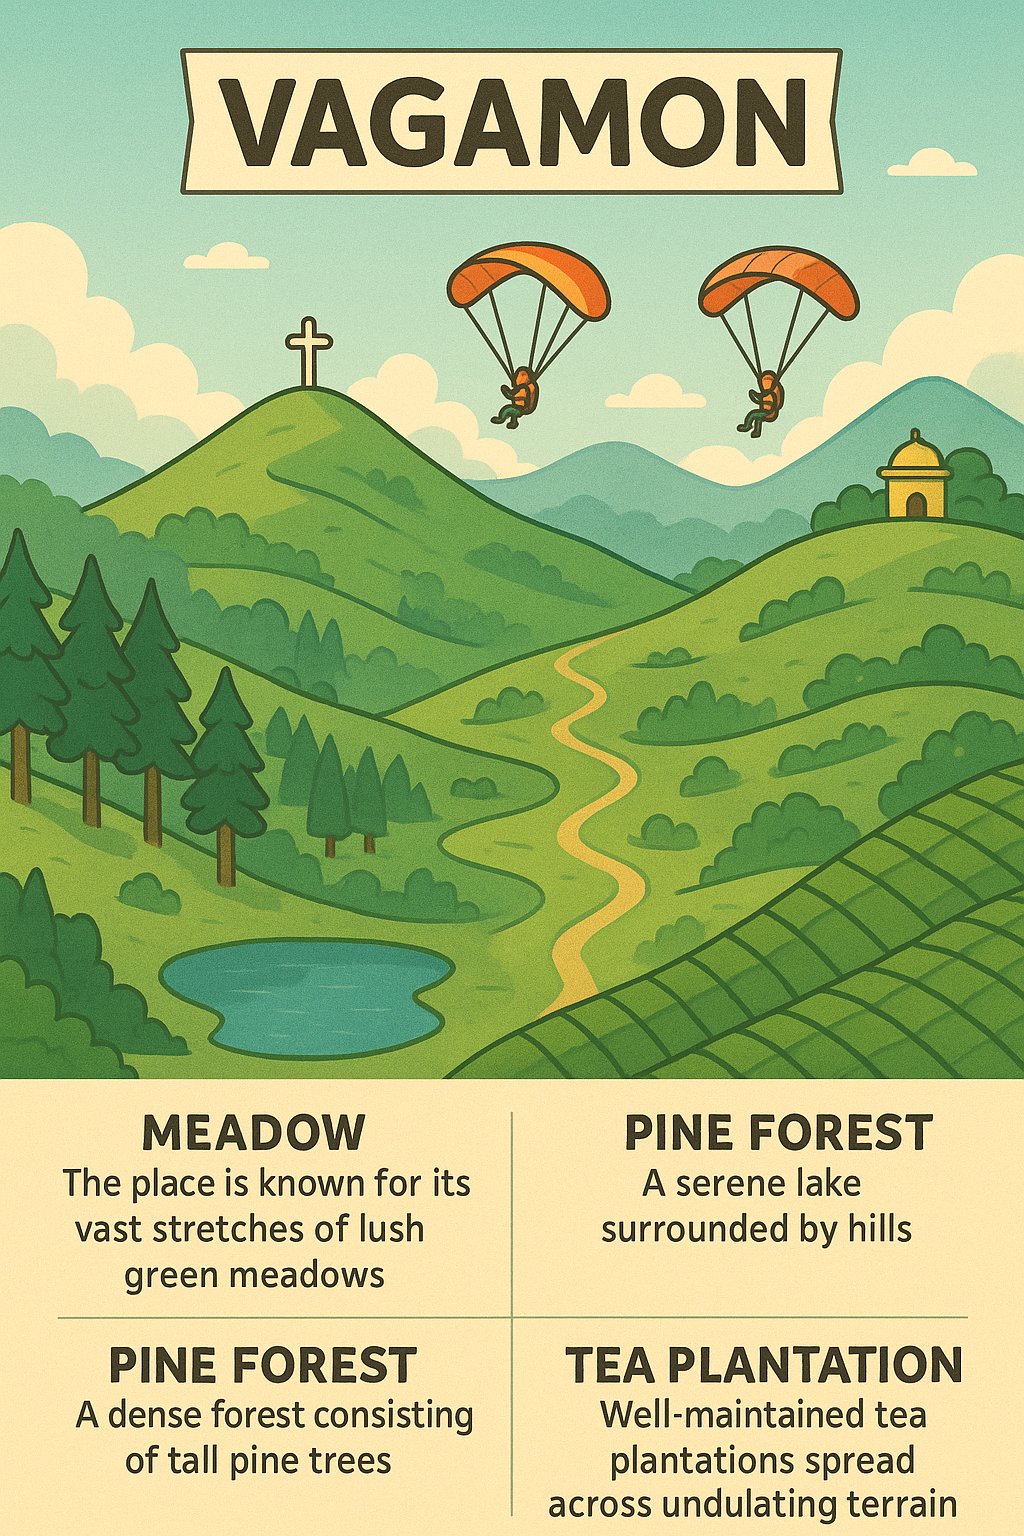 VAGAMON
MEADOW
The place is known for its
vast stretches of lush
green meadows
PINE FOREST
A serene lake
surrounded by hills
PINE FOREST
A dense forest consisting
of tall pine trees
TEA PLANTATION
Well-maintained tea
plantations spread
across undulating terrain